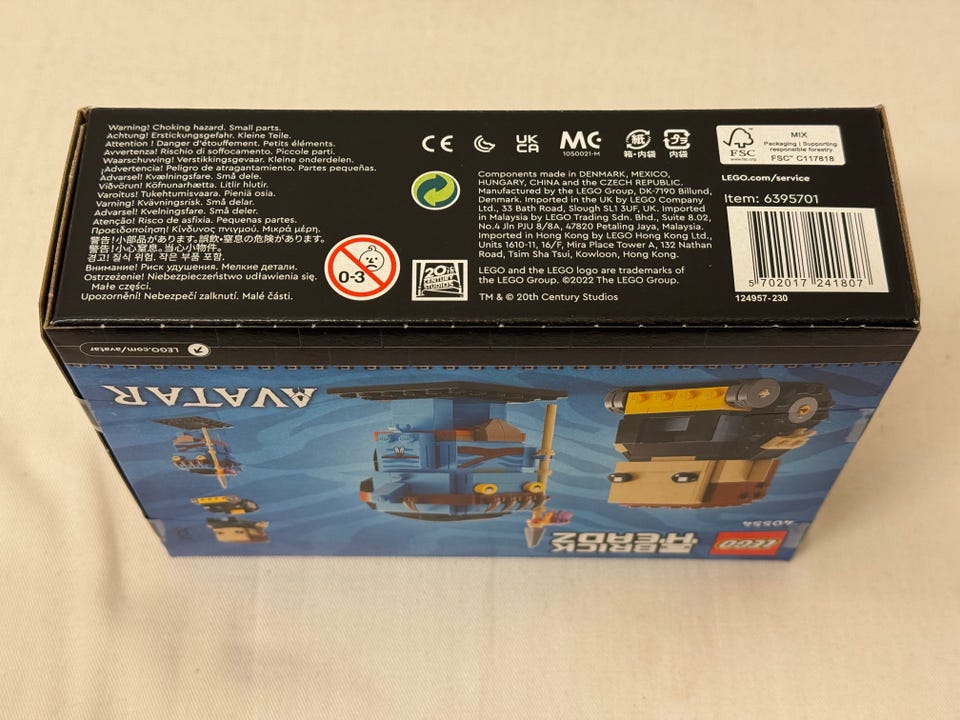 Warning! Choking hazard. Small parts.
Achtung! Erstickungsgefahr. Kleine Teile.
Attention ! Danger d'étouffement. Petits éléments.
Avvertenza! Rischio di soffocamento. Piccole parti.
Waarschuwing! Verstikkingsgevaar. Kleine onderdelen.
¡Advertencia! Peligro de atragantamiento. Partes pequeñas.
Advarsel! Kvælningsfare. Små dele.
Viðvörun! Köfnunarhætta. Litlir hlutir.
Varoitus! Tukehtumisvaara. Pieniä osia.
Varning! Kvävningsrisk. Små delar.
Advarsel! Kvelningsfare. Små deler.
Atenção! Risco de asfixia. Pequenas partes.
Προειδοποίηση! Κίνδυνος πνιγμού. Μικρά μέρη.
警告!小部品があります。誤飲・窒息の危険があります。
警告!小心窒息。当心小物件。
경고! 질식 위험. 작은 부품 포함.
Внимание! Риск удушения. Мелкие детали.
Ostrzeżenie! Niebezpieczeństwo udławienia się.
Małe części.
Upozornění! Nebezpečí zalknutí. Malé části.
CE
UK
CA
MC
1050021-M
紙
箱・内袋
プラ
内袋
0-3
20TH
CENTURY
STUDIOS
Components made in DENMARK, MEXICO,
HUNGARY, CHINA and the CZECH REPUBLIC.
Manufactured by the LEGO Group, DK-7190 Billund,
Denmark. Imported in the UK by LEGO Company
Ltd., 33 Bath Road, Slough SL1 3UF, UK. Imported
in Malaysia by LEGO Trading Sdn. Bhd., Suite 8.02,
No.4 Jln PJU 8/8A, 47820 Petaling Jaya, Malaysia.
Imported in Hong Kong by LEGO Hong Kong Ltd.,
Units 1610-11, 16/F, Mira Place Tower A, 132 Nathan
Road, Tsim Sha Tsui, Kowloon, Hong Kong.
LEGO and the LEGO logo are trademarks of
the LEGO Group. ©2022 The LEGO Group.
TM & © 20th Century Studios
FSC
www.fsc.org
MIX
Packaging | Supporting
responsible forestry
FSC™ C117818
LEGO.com/service
Item: 6395701
5 702017 241807
124957-230
LEGO.com/avatar
AVATAR
40554
LEGO
BRICK
HEADZ